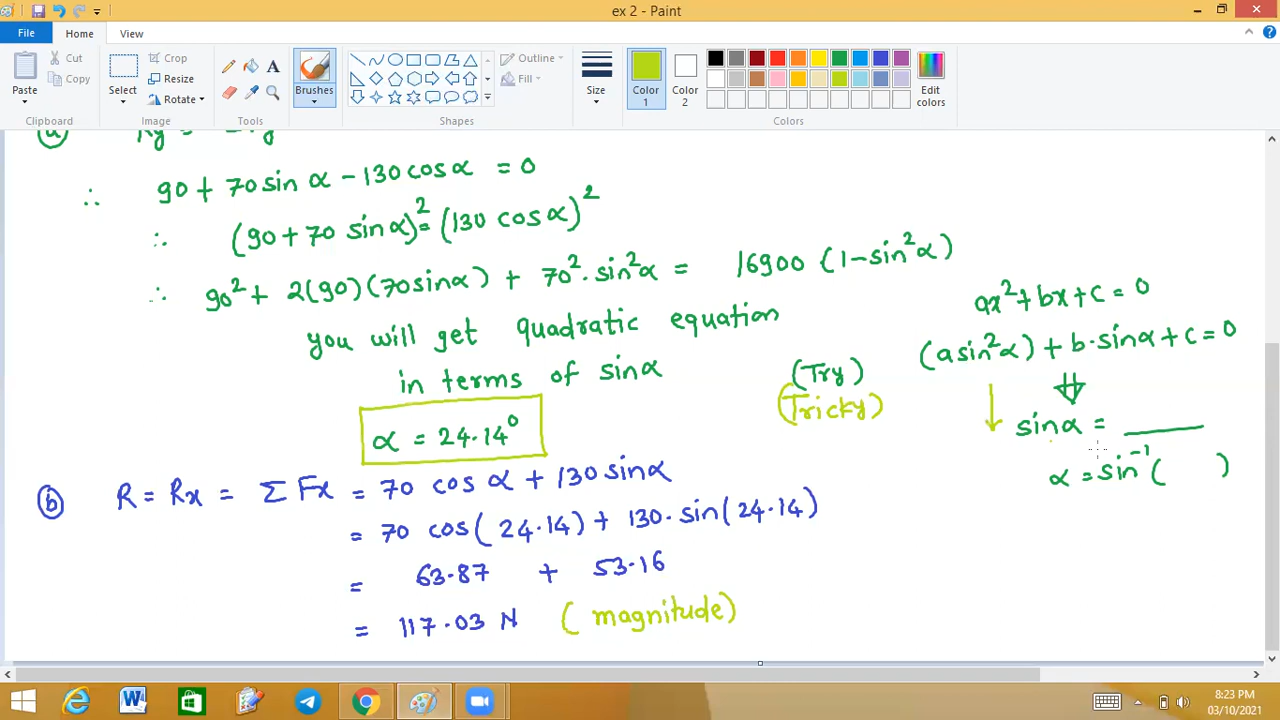 ex 2 - Paint
File Home View
Paste
Cut
Copy
Clipboard
Select
Crop
Resize
Rotate
Image
Tools
Brushes
Outline
Fill
Shapes
Size
Color 1
Color 2
Colors
Edit colors
(a)
∴ 90 + 70 sin α - 130 cos α = 0
∴ (90 + 70 sin α)² = (130 cos α)²
∴ 90² + 2(90)(70 sinα) + 70² · sin²α = 16900 (1 - sin²α)
you will get quadratic equation
in terms of sinα
α = 24.14⁰
(Try)
(Tricky)
ax² + bx + c = 0
(a sin²α) + b · sinα + c = 0
⇓
sinα = ____
α = sin⁻¹( )
(b) R = Rx = ΣFx = 70 cos α + 130 sinα
= 70 cos(24.14) + 130 · sin(24.14)
= 63.87 + 53.16
= 117.03 N (magnitude)
8:23 PM
03/10/2021